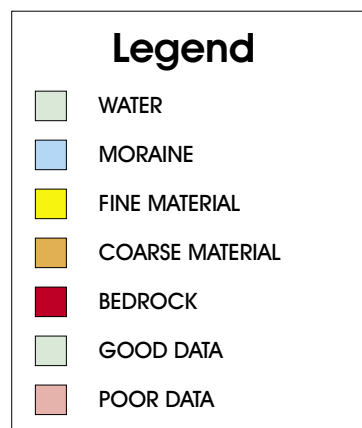 Legend
WATER
MORAINE
FINE MATERIAL
COARSE MATERIAL
BEDROCK
GOOD DATA
POOR DATA